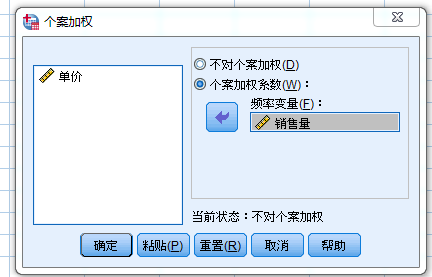 个案加权
单价
不对个案加权(D)
个案加权系数(W)：
频率变量(F)：
销售量
当前状态：不对个案加权
确定 粘贴(P) 重置(R) 取消 帮助